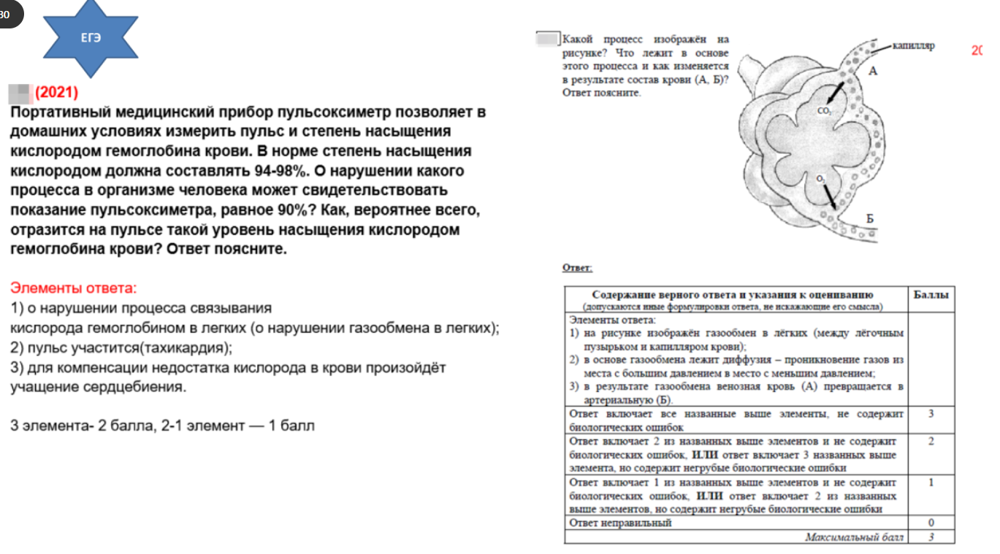 30
ЕГЭ
(2021)
Портативный медицинский прибор пульсоксиметр позволяет в
домашних условиях измерить пульс и степень насыщения
кислородом гемоглобина крови. В норме степень насыщения
кислородом должна составлять 94-98%. О нарушении какого
процесса в организме человека может свидетельствовать
показание пульсоксиметра, равное 90%? Как, вероятнее всего,
отразится на пульсе такой уровень насыщения кислородом
гемоглобина крови? Ответ поясните.
Элементы ответа:
1) о нарушении процесса связывания
кислорода гемоглобином в легких (о нарушении газообмена в легких);
2) пульс участится(тахикардия);
3) для компенсации недостатка кислорода в крови произойдёт
учащение сердцебиения.
3 элемента- 2 балла, 2-1 элемент — 1 балл
Какой процесс изображён на
рисунке? Что лежит в основе
этого процесса и как изменяется
в результате состав крови (А, Б)?
Ответ поясните.
капилляр
А
CO2
O2
Б
20
Ответ:
Содержание верного ответа и указания к оцениванию
(допускаются иные формулировки ответа, не искажающие его смысла)
Баллы
Элементы ответа:
1) на рисунке изображён газообмен в лёгких (между лёгочным
пузырьком и капилляром крови);
2) в основе газообмена лежит диффузия – проникновение газов из
места с большим давлением в место с меньшим давлением;
3) в результате газообмена венозная кровь (А) превращается в
артериальную (Б).
Ответ включает все названные выше элементы, не содержит
биологических ошибок
3
Ответ включает 2 из названных выше элементов и не содержит
биологических ошибок, ИЛИ ответ включает 3 названных выше
элемента, но содержит негрубые биологические ошибки
2
Ответ включает 1 из названных выше элементов и не содержит
биологических ошибок, ИЛИ ответ включает 2 из названных
выше элементов, но содержит негрубые биологические ошибки
1
Ответ неправильный
0
Максимальный балл
3